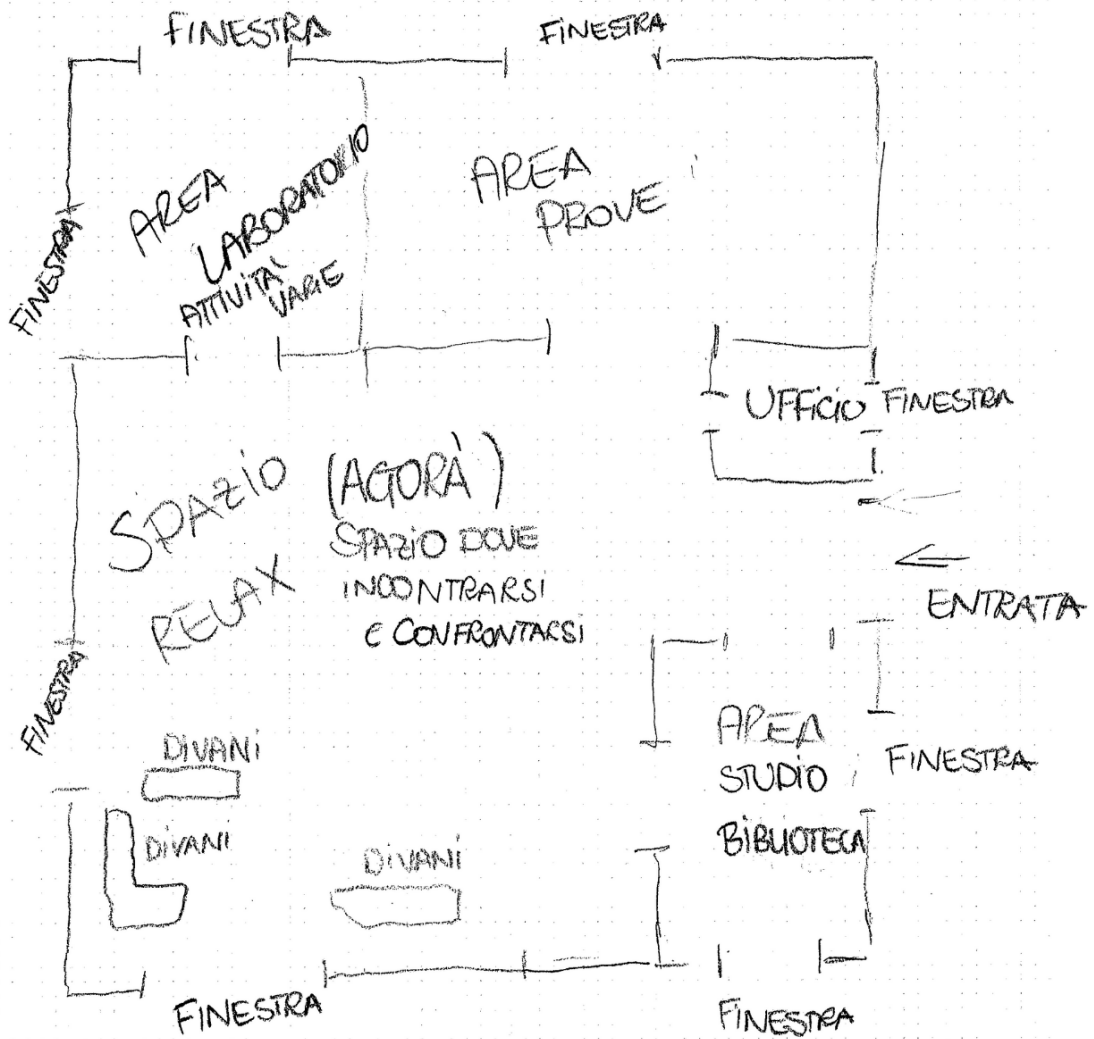 FINESTRA
FINESTRA
FINESTRA
AREA
LABORATORIO
ATTIVITÀ
VARIE
AREA
PROVE
UFFICIO
FINESTRA
SPAZIO
RELAX
(AGORÀ)
SPAZIO DOVE
INCONTRARSI
E CONFRONTARSI
ENTRATA
FINESTRA
DIVANI
DIVANI
DIVANI
AREA
STUDIO
BIBLIOTECA
FINESTRA
FINESTRA
FINESTRA